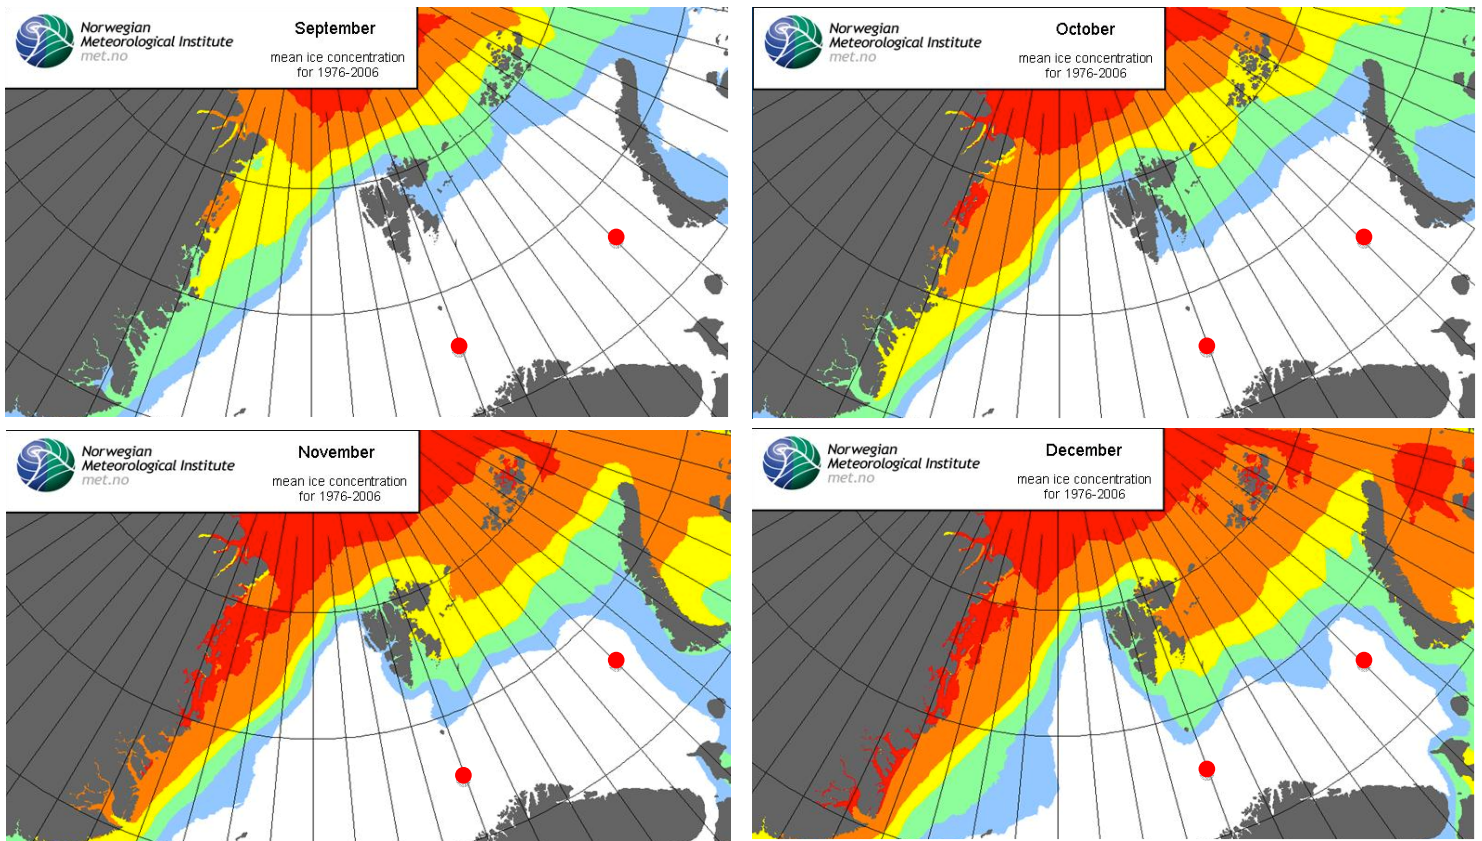 Norwegian
Meteorological Institute
met.no
September
mean ice concentration
for 1976-2006
Norwegian
Meteorological Institute
met.no
October
mean ice concentration
for 1976-2006
Norwegian
Meteorological Institute
met.no
November
mean ice concentration
for 1976-2006
Norwegian
Meteorological Institute
met.no
December
mean ice concentration
for 1976-2006